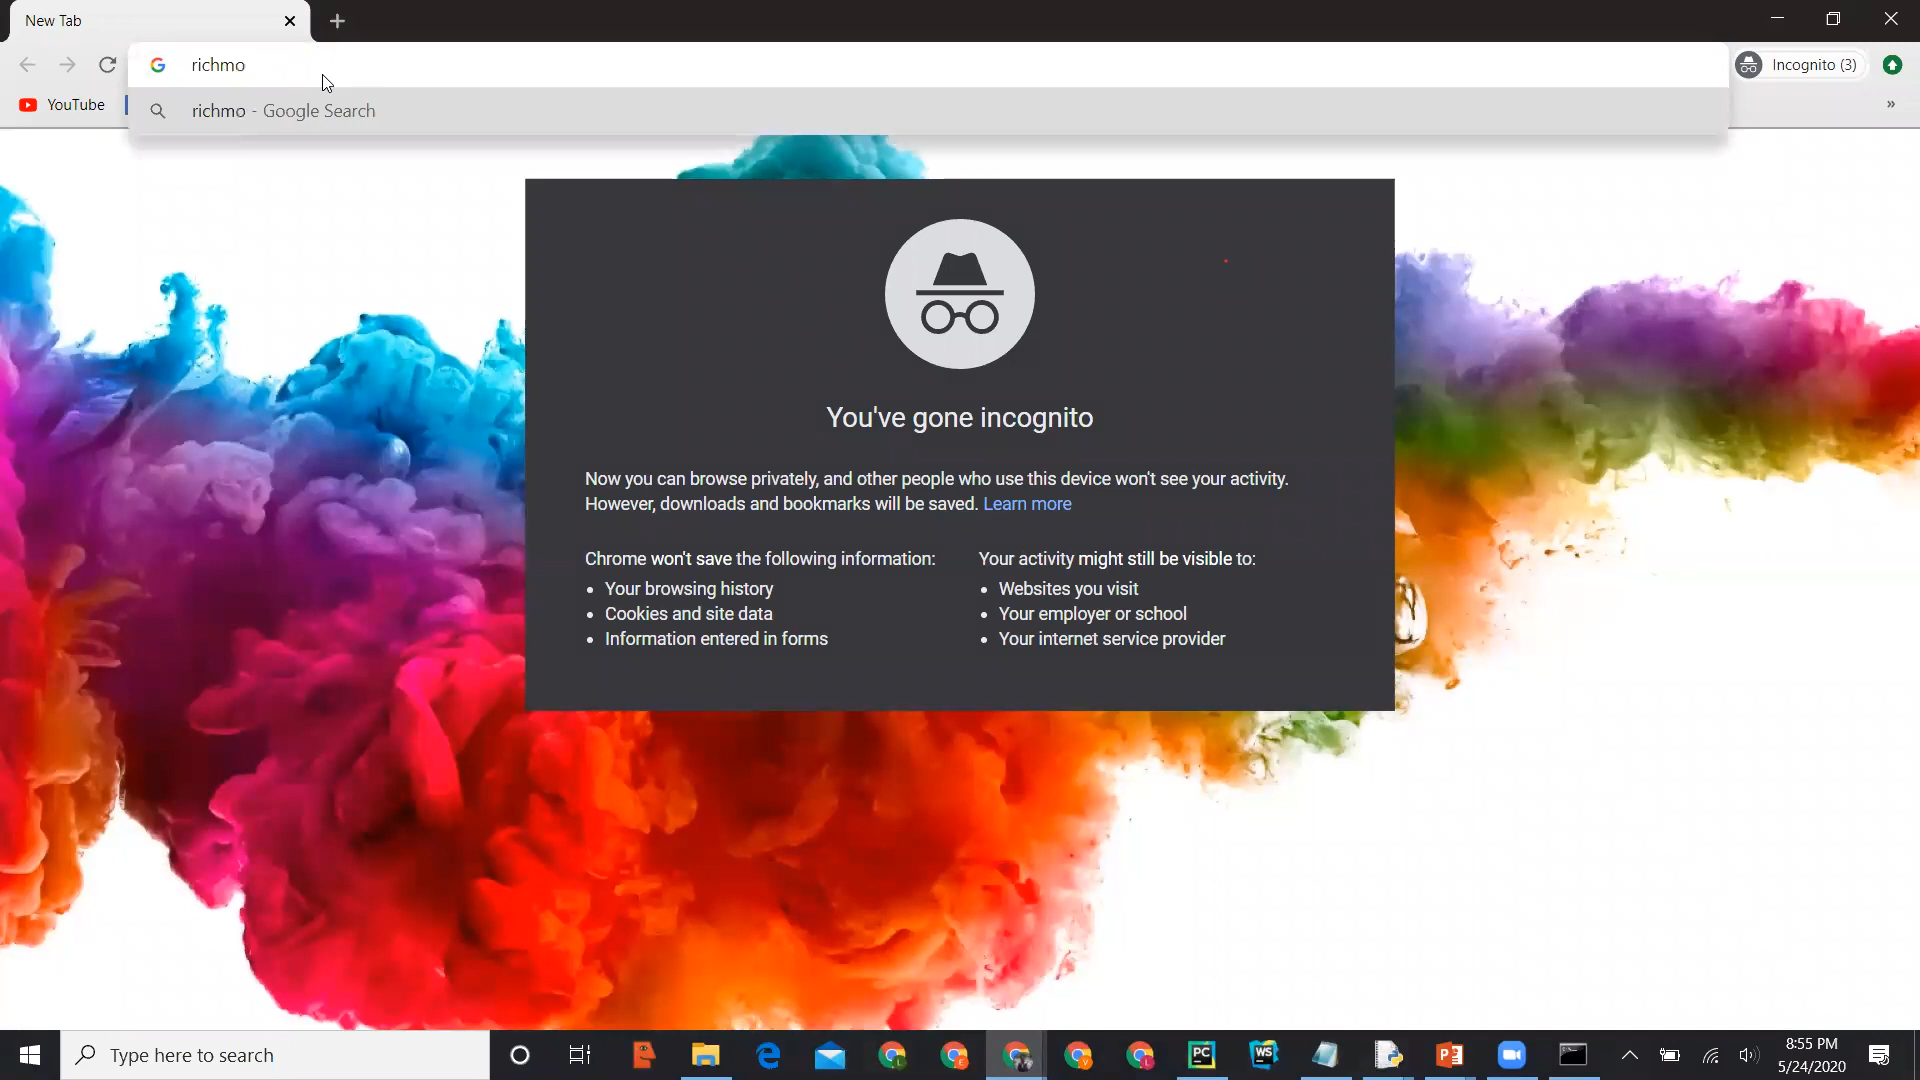 New Tab
richmo
Incognito (3)
YouTube
richmo - Google Search
»
You've gone incognito
Now you can browse privately, and other people who use this device won't see your activity.
However, downloads and bookmarks will be saved. Learn more
Chrome won't save the following information:
• Your browsing history
• Cookies and site data
• Information entered in forms
Your activity might still be visible to:
• Websites you visit
• Your employer or school
• Your internet service provider
Type here to search
PC
WS
8:55 PM
5/24/2020